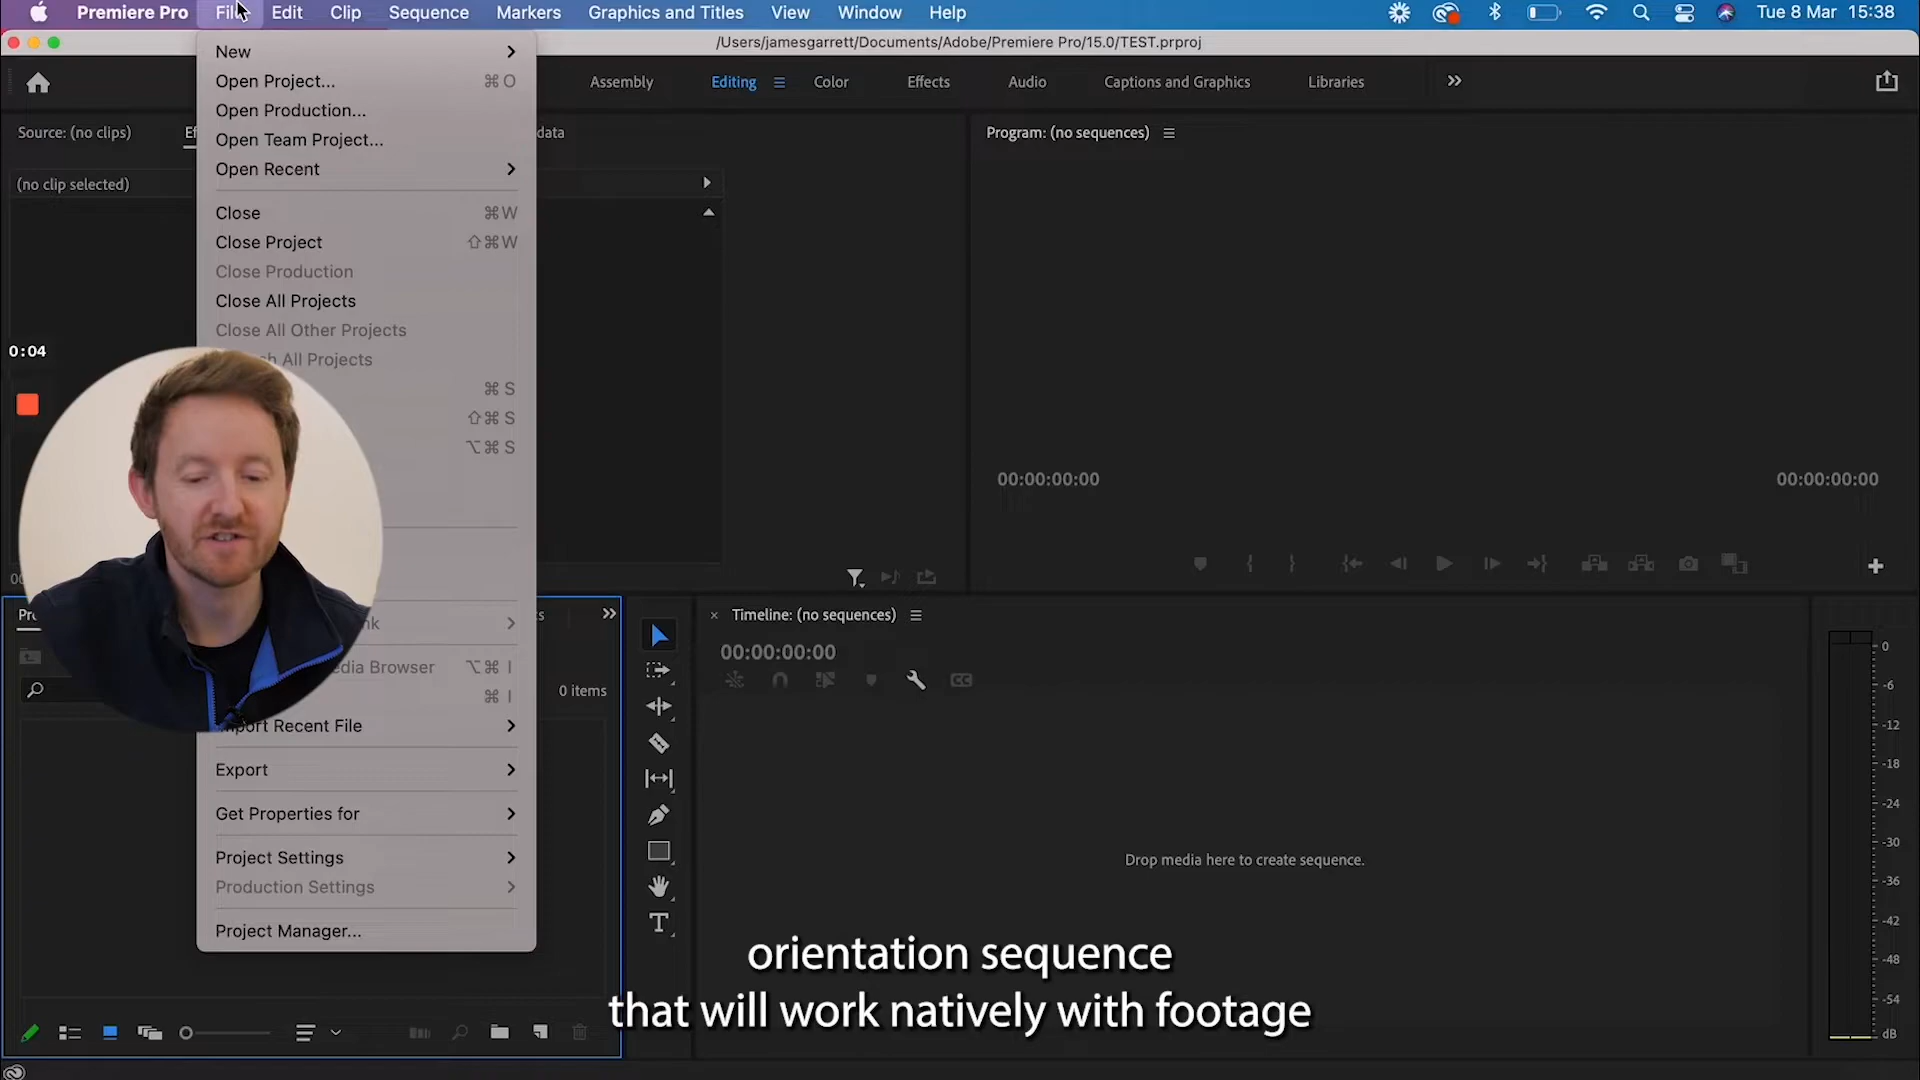 Premiere Pro File Edit Clip Sequence Markers Graphics and Titles View Window Help Tue 8 Mar 15:38
/Users/jamesgarrett/Documents/Adobe/Premiere Pro/15.0/TEST.prproj
Assembly Editing Color Effects Audio Captions and Graphics Libraries
Source: (no clips)
data
Program: (no sequences)
(no clip selected)
New
Open Project... ⌘O
Open Production...
Open Team Project...
Open Recent
Close ⌘W
Close Project ⇧⌘W
Close Production
Close All Projects
Close All Other Projects
All Projects
⌘ S
⇧⌘ S
⌥⌘ S
0:04
00:00:00:00
00:00:00:00
Timeline: (no sequences)
00:00:00:00
Media Browser ⌥⌘ I
⌘ I
0 items
Import Recent File
Export
Get Properties for
Project Settings
Production Settings
Project Manager...
CC
Drop media here to create sequence.
0
-6
-12
-18
-24
-30
-36
-42
-48
-54
dB
orientation sequence
that will work natively with footage